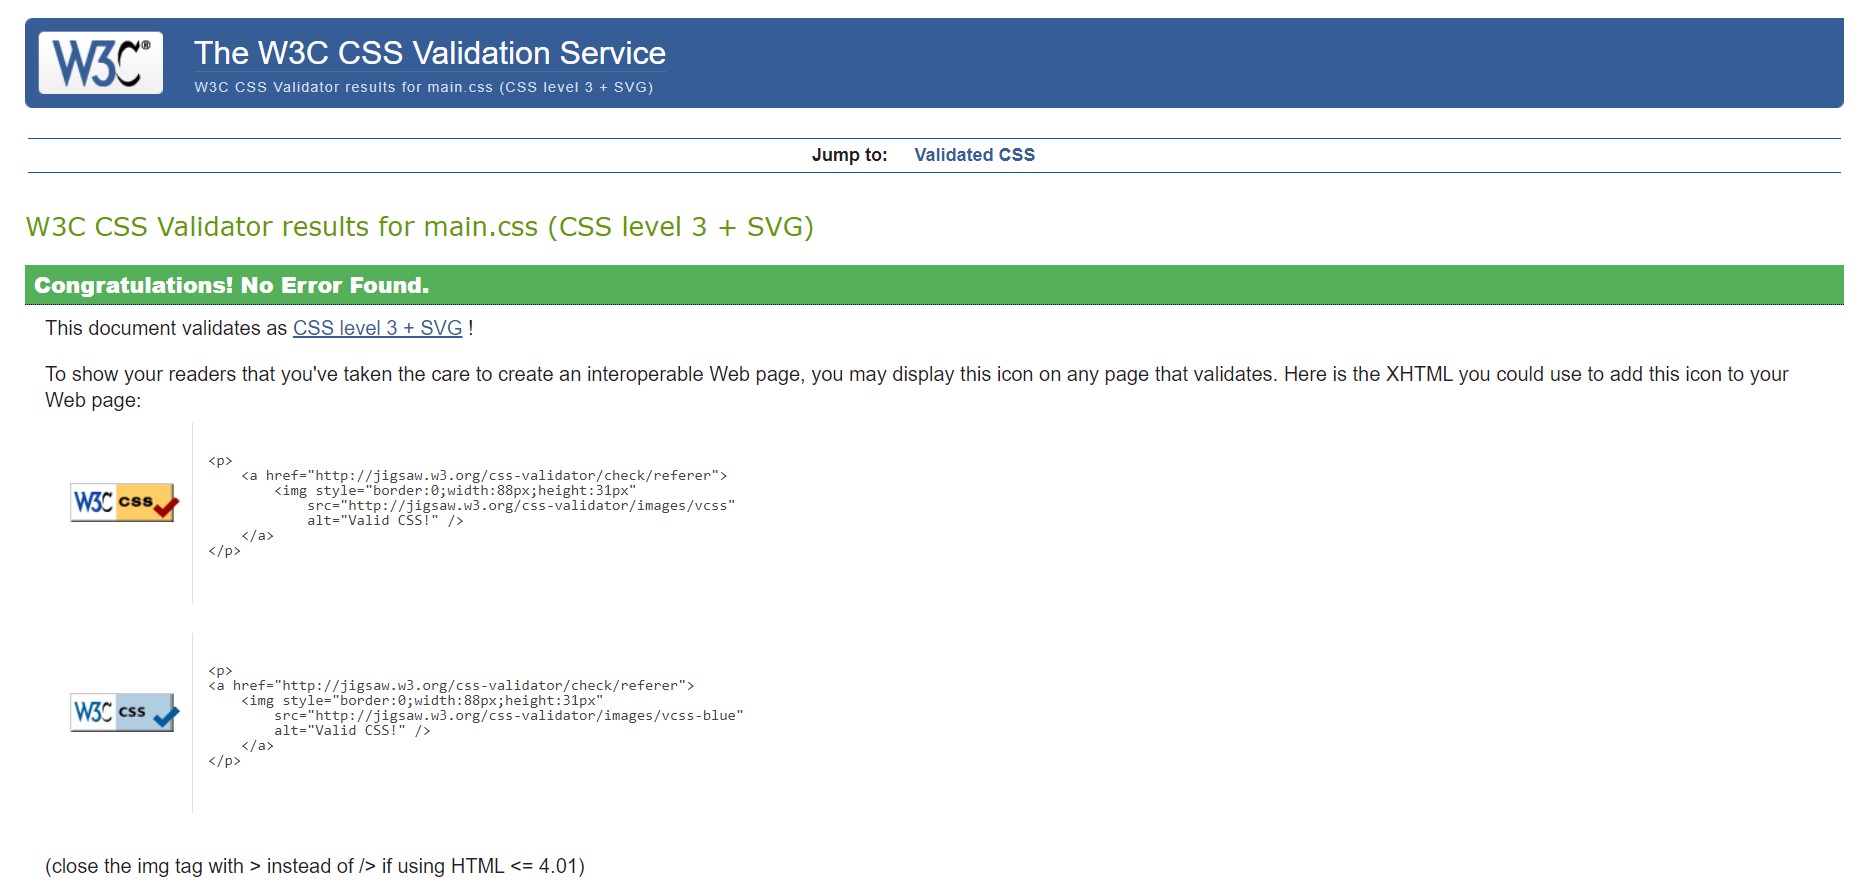 W3C®
The W3C CSS Validation Service
W3C CSS Validator results for main.css (CSS level 3 + SVG)
Jump to: Validated CSS
W3C CSS Validator results for main.css (CSS level 3 + SVG)
Congratulations! No Error Found.
This document validates as CSS level 3 + SVG !
To show your readers that you've taken the care to create an interoperable Web page, you may display this icon on any page that validates. Here is the XHTML you could use to add this icon to your
Web page:
W3C css
<p>
    <a href="http://jigsaw.w3.org/css-validator/check/referer">
        <img style="border:0;width:88px;height:31px"
            src="http://jigsaw.w3.org/css-validator/images/vcss"
            alt="Valid CSS!" />
    </a>
</p>
W3C css
<p>
<a href="http://jigsaw.w3.org/css-validator/check/referer">
    <img style="border:0;width:88px;height:31px"
        src="http://jigsaw.w3.org/css-validator/images/vcss-blue"
        alt="Valid CSS!" />
    </a>
</p>
(close the img tag with > instead of /> if using HTML <= 4.01)